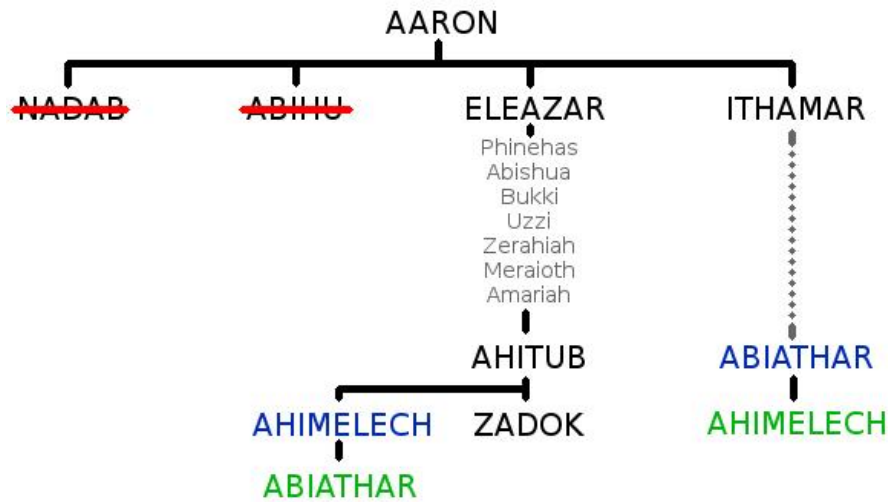 AARON
NADAB ABIHU ELEAZAR ITHAMAR
Phinehas
Abishua
Bukki
Uzzi
Zerahiah
Meraioth
Amariah
AHITUB ABIATHAR
AHIMELECH ZADOK AHIMELECH
ABIATHAR